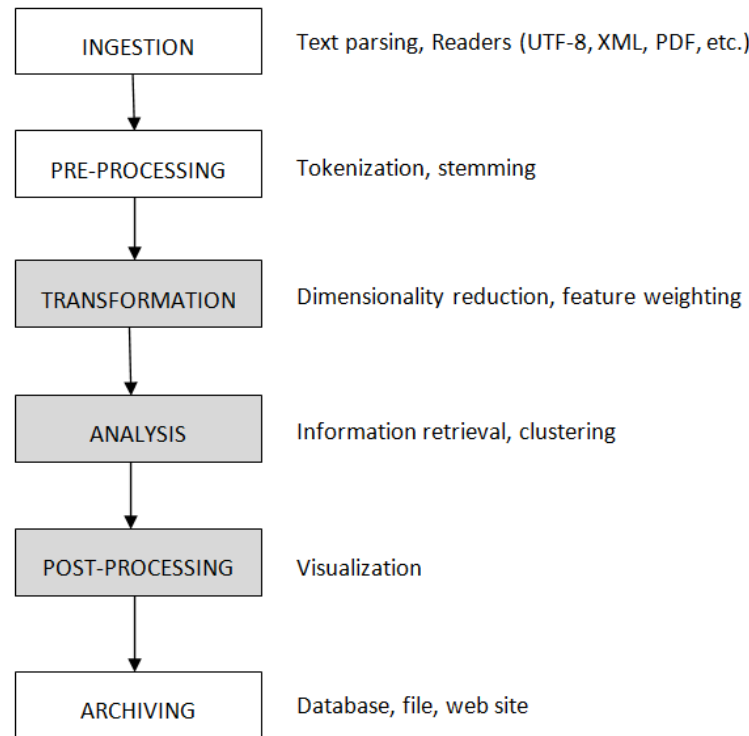 INGESTION
Text parsing, Readers (UTF-8, XML, PDF, etc.)
PRE-PROCESSING
Tokenization, stemming
TRANSFORMATION
Dimensionality reduction, feature weighting
ANALYSIS
Information retrieval, clustering
POST-PROCESSING
Visualization
ARCHIVING
Database, file, web site